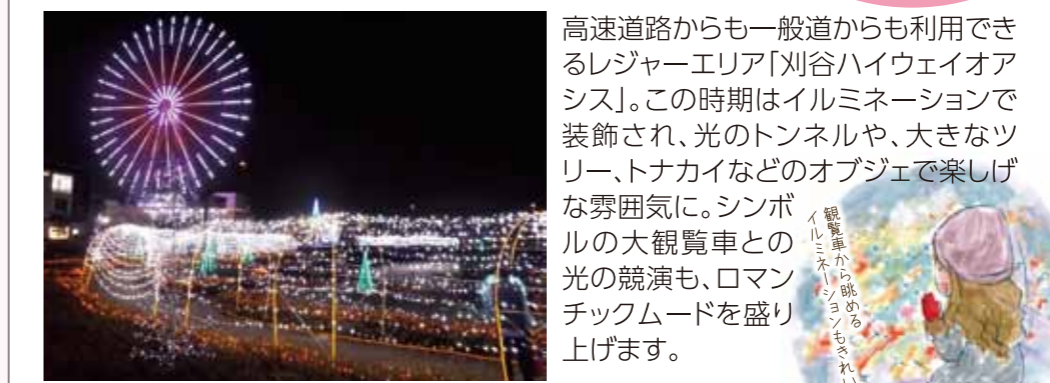 高速道路からも一般道からも利用でき
るレジャーエリア「刈谷ハイウェイオア
シス」。この時期はイルミネーションで
装飾され、光のトンネルや、大きなツ
リー、トナカイなどのオブジェで楽しげ
な雰囲気に。シンボ
ルの大観覧車との
光の競演も、ロマン
チックムードを盛り
上げます。
観覧車から眺める
イルミネーションもきれい